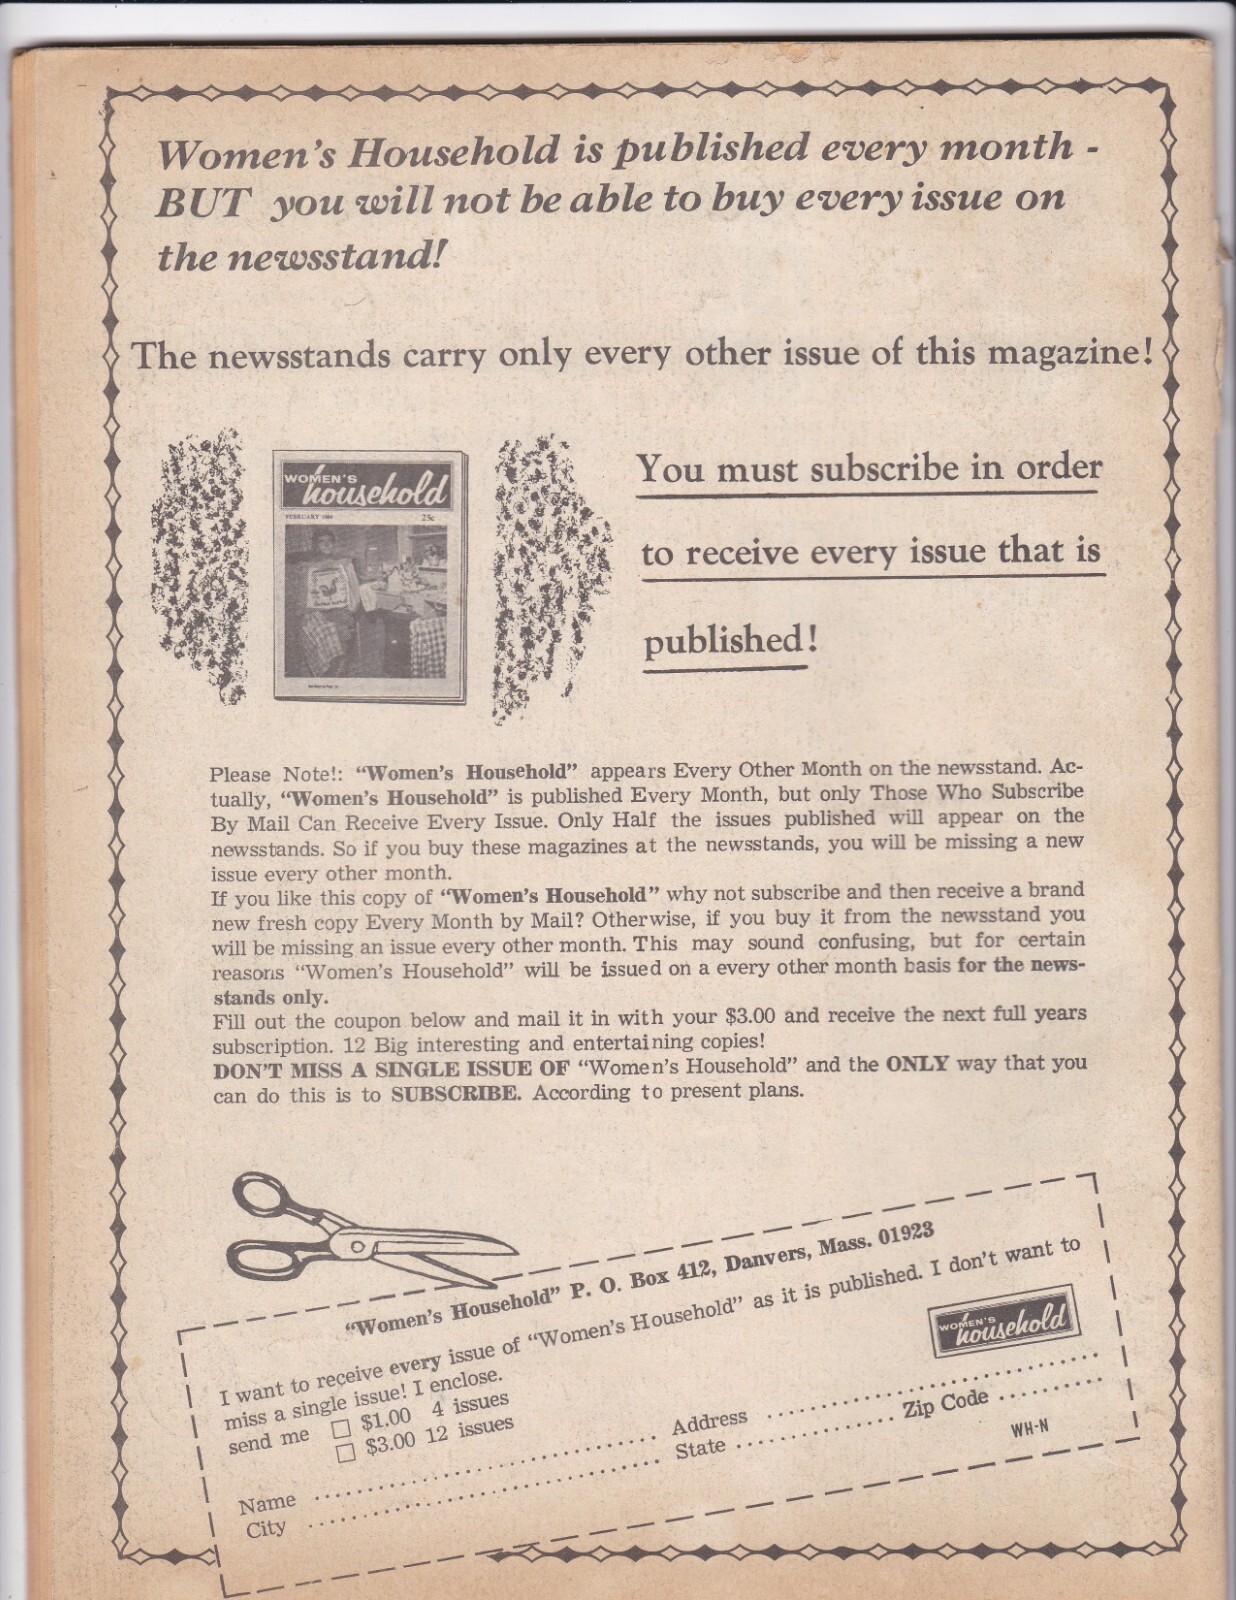 Women's Household is published every month -
BUT you will not be able to buy every issue on
the newsstand!
The newsstands carry only every other issue of this magazine!
WOMEN'S
household
FEBRUARY
25c
You must subscribe in order
to receive every issue that is
published!
Please Note!: "Women's Household" appears Every Other Month on the newsstand. Ac-
tually, "Women's Household" is published Every Month, but only Those Who Subscribe
By Mail Can Receive Every Issue. Only Half the issues published will appear on the
newsstands. So if you buy these magazines at the newsstands, you will be missing a new
issue every other month.
If you like this copy of "Women's Household" why not subscribe and then receive a brand
new fresh copy Every Month by Mail? Otherwise, if you buy it from the newsstand you
will be missing an issue every other month. This may sound confusing, but for certain
reasons "Women's Household" will be issued on a every other month basis for the news-
stands only.
Fill out the coupon below and mail it in with your $3.00 and receive the next full years
subscription. 12 Big interesting and entertaining copies!
DON'T MISS A SINGLE ISSUE OF "Women's Household" and the ONLY way that you
can do this is to SUBSCRIBE. According to present plans.
"Women's Household" P. O. Box 412, Danvers, Mass. 01923
I want to receive every issue of "Women's Household" as it is published. I don't want to
miss a single issue! I enclose.
send me □ $1.00 4 issues
□ $3.00 12 issues
WOMEN'S
household
Name ........ Address ........
City ........ State ........ Zip Code ........
WH-N